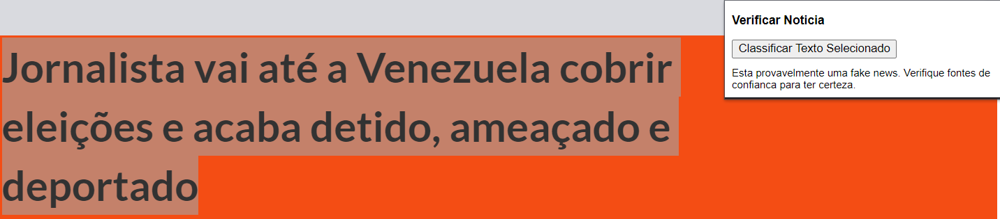 Jornalista vai até a Venezuela cobrir
eleições e acaba detido, ameaçado e
deportado
Verificar Noticia
Classificar Texto Selecionado
Esta provavelmente uma fake news. Verifique fontes de
confianca para ter certeza.